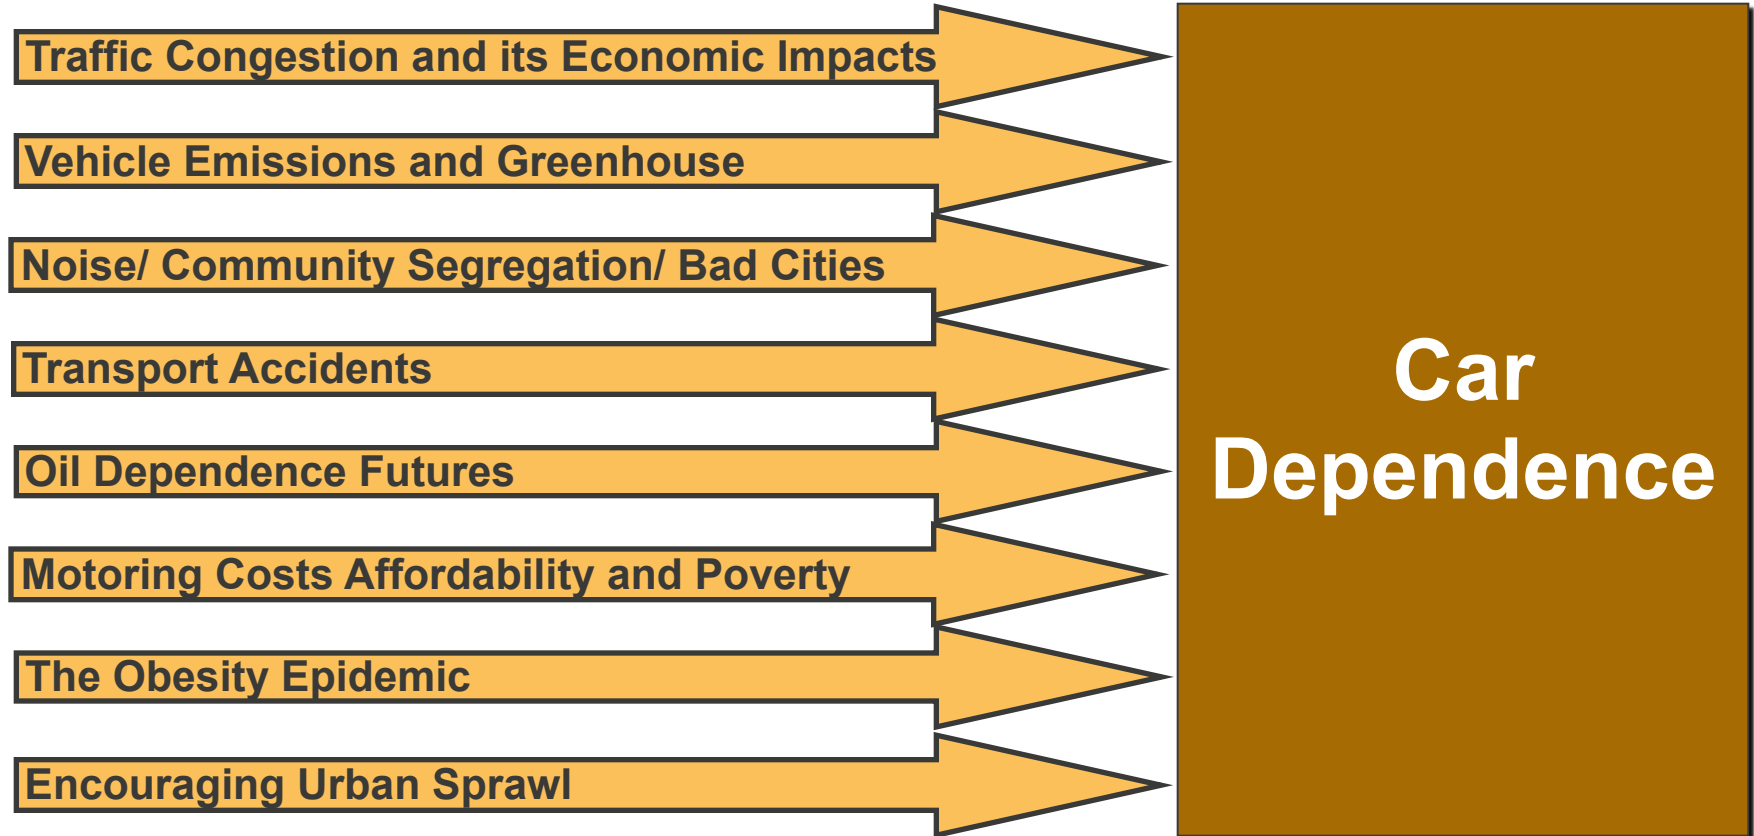 Traffic Congestion and its Economic Impacts
Vehicle Emissions and Greenhouse
Noise/ Community Segregation/ Bad Cities
Transport Accidents
Oil Dependence Futures
Motoring Costs Affordability and Poverty
The Obesity Epidemic
Encouraging Urban Sprawl
Car
Dependence